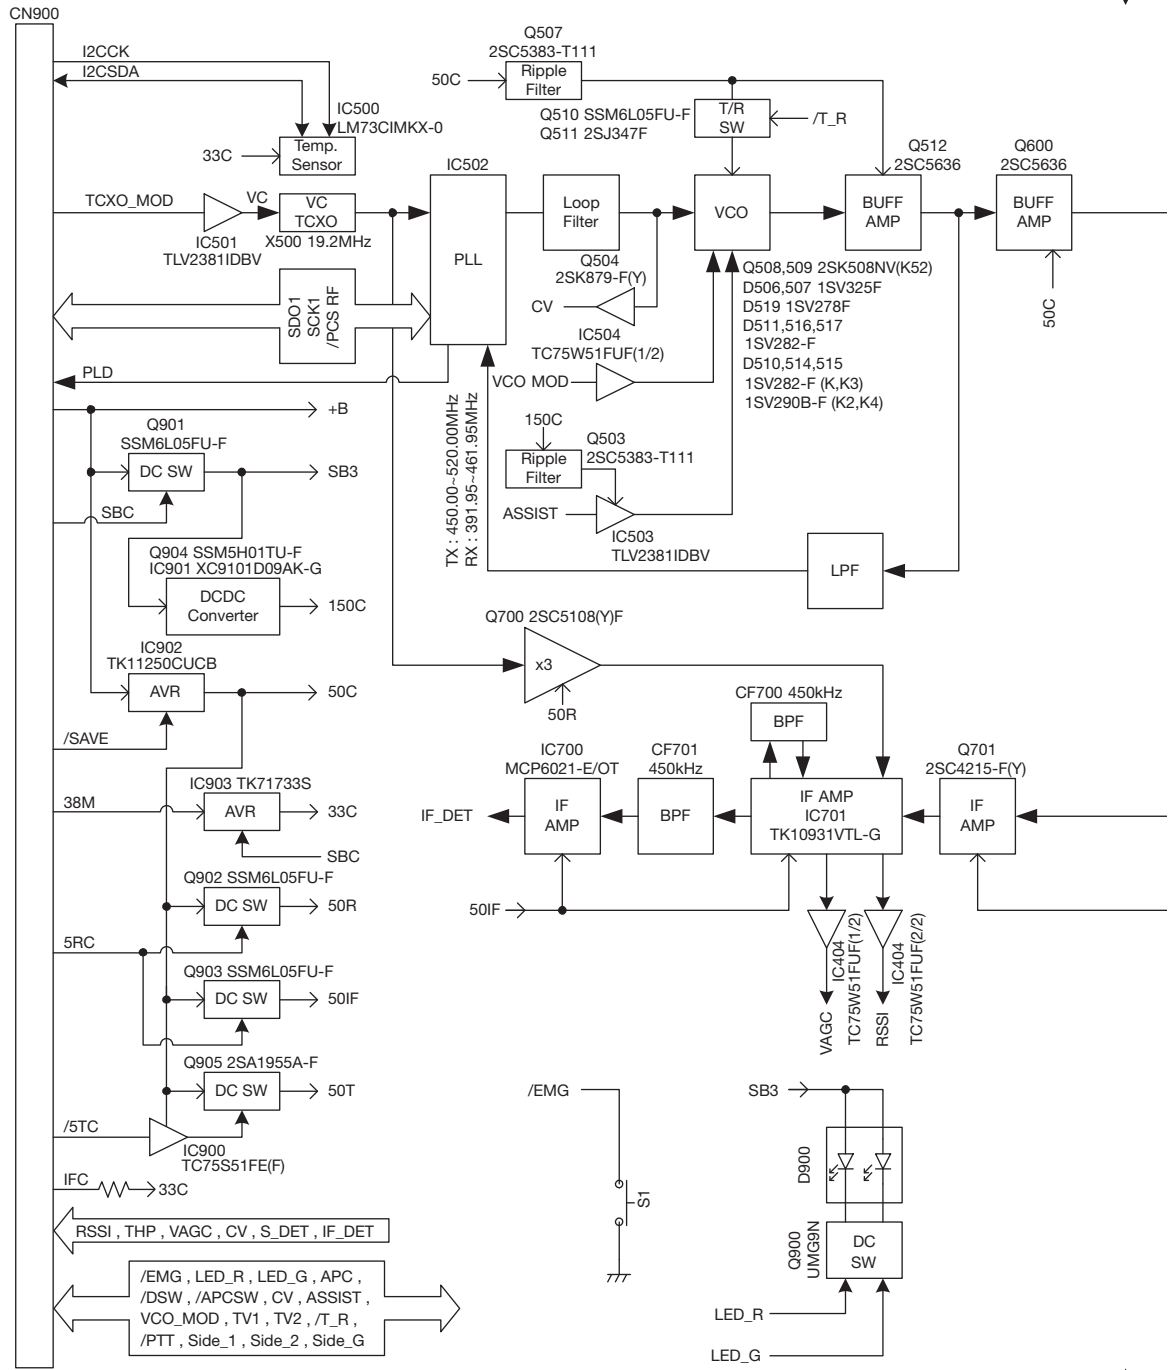 CN900
I2CCK
I2CSDA
IC500
LM73CIMKX-0
Temp.
Sensor
33C
TCXO_MOD
VC
VC
TCXO
IC501
TLV2381IDBV
X500 19.2MHz
SDO1
SCK1
/PCS RF
PLD
IC502
PLL
Q507
2SC5383-T111
50C
Ripple
Filter
Q510 SSM6L05FU-F
Q511 2SJ347F
T/R
SW
/T_R
Loop
Filter
VCO
Q512
2SC5636
BUFF
AMP
Q600
2SC5636
BUFF
AMP
50C
Q504
2SK879-F(Y)
CV
IC504
TC75W51FUF(1/2)
VCO MOD
Q508,509 2SK508NV(K52)
D506,507 1SV325F
D519 1SV278F
D511,516,517
1SV282-F
D510,514,515
1SV282-F (K,K3)
1SV290B-F (K2,K4)
150C
Q503
2SC5383-T111
Ripple
Filter
ASSIST
IC503
TLV2381IDBV
TX : 450.00~520.00MHz
RX : 391.95~461.95MHz
LPF
+B
Q901
SSM6L05FU-F
DC SW
SB3
SBC
Q904 SSM5H01TU-F
IC901 XC9101D09AK-G
DCDC
Converter
150C
IC902
TK11250CUCB
AVR
50C
/SAVE
IC903 TK71733S
38M
AVR
33C
SBC
Q902 SSM6L05FU-F
DC SW
50R
5RC
Q903 SSM6L05FU-F
DC SW
50IF
Q905 2SA1955A-F
DC SW
50T
/5TC
IC900
TC75S51FE(F)
IFC
33C
RSSI , THP , VAGC , CV , S_DET , IF_DET
/EMG , LED_R , LED_G , APC ,
/DSW , /APCSW , CV , ASSIST ,
VCO_MOD , TV1 , TV2 , /T_R ,
/PTT , Side_1 , Side_2 , Side_G
Q700 2SC5108(Y)F
x3
50R
CF700 450kHz
BPF
IC700
MCP6021-E/OT
IF
AMP
IF_DET
CF701
450kHz
BPF
IF AMP
IC701
TK10931VTL-G
Q701
2SC4215-F(Y)
IF
AMP
50IF
IC404
TC75W51FUF(1/2)
VAGC
IC404
TC75W51FUF(2/2)
RSSI
/EMG
S1
SB3
D900
Q900
UMG9N
DC
SW
LED_R
LED_G